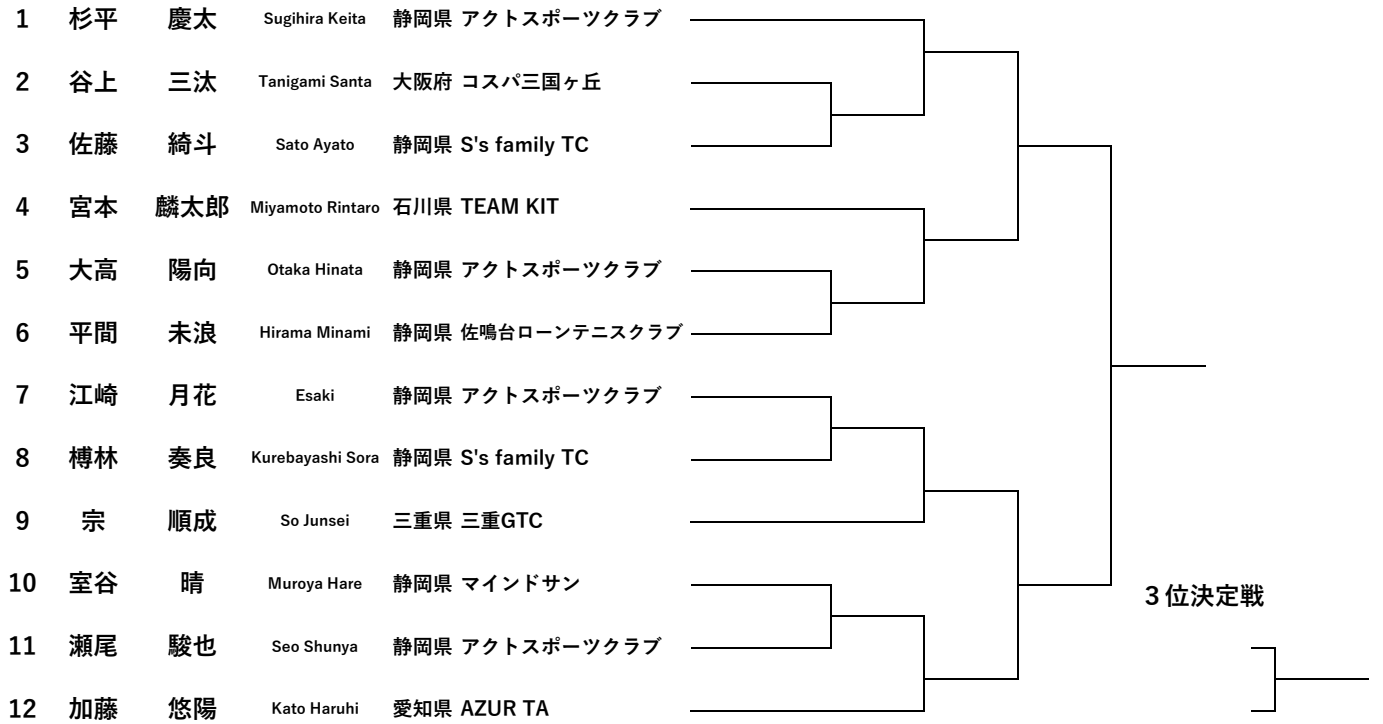 1 杉平 慶太 Sugihira Keita 静岡県 アクトスポーツクラブ
2 谷上 三汰 Tanigami Santa 大阪府 コスパ三国ヶ丘
3 佐藤 綺斗 Sato Ayato 静岡県 S's family TC
4 宮本 麟太郎 Miyamoto Rintaro 石川県 TEAM KIT
5 大高 陽向 Otaka Hinata 静岡県 アクトスポーツクラブ
6 平間 未浪 Hirama Minami 静岡県 佐鳴台ローンテニスクラブ
7 江崎 月花 Esaki 静岡県 アクトスポーツクラブ
8 榑林 奏良 Kurebayashi Sora 静岡県 S's family TC
9 宗 順成 So Junsei 三重県 三重GTC
10 室谷 晴 Muroya Hare 静岡県 マインドサン
３位決定戦
11 瀬尾 駿也 Seo Shunya 静岡県 アクトスポーツクラブ
12 加藤 悠陽 Kato Haruhi 愛知県 AZUR TA